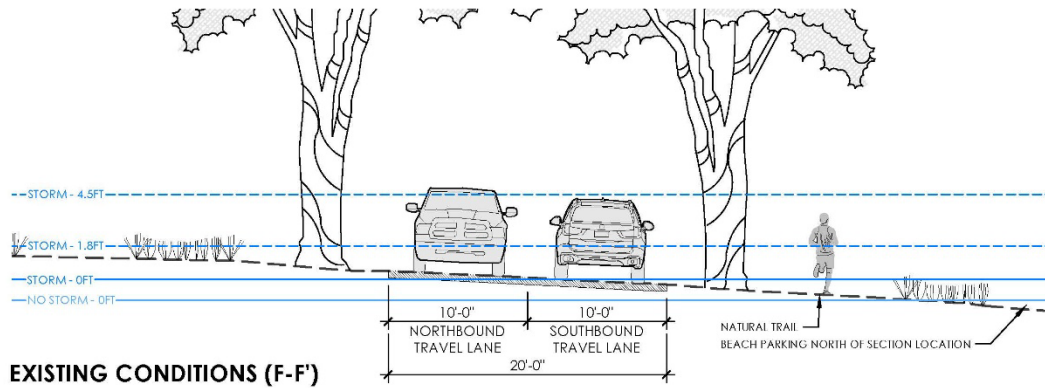 STORM - 4.5FT
STORM - 1.8FT
STORM - 0FT
NO STORM - 0FT
10'-0"
10'-0"
NORTHBOUND
TRAVEL LANE
SOUTHBOUND
TRAVEL LANE
20'-0"
NATURAL TRAIL
BEACH PARKING NORTH OF SECTION LOCATION
EXISTING CONDITIONS (F-F')